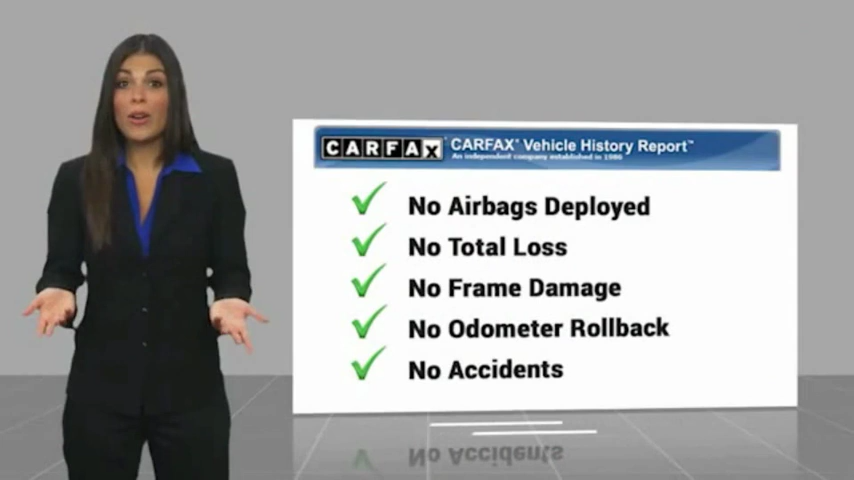 CARFAX CARFAX® Vehicle History Report™
An independent company established in 1986
No Airbags Deployed
No Total Loss
No Frame Damage
No Odometer Rollback
No Accidents
No Accidents